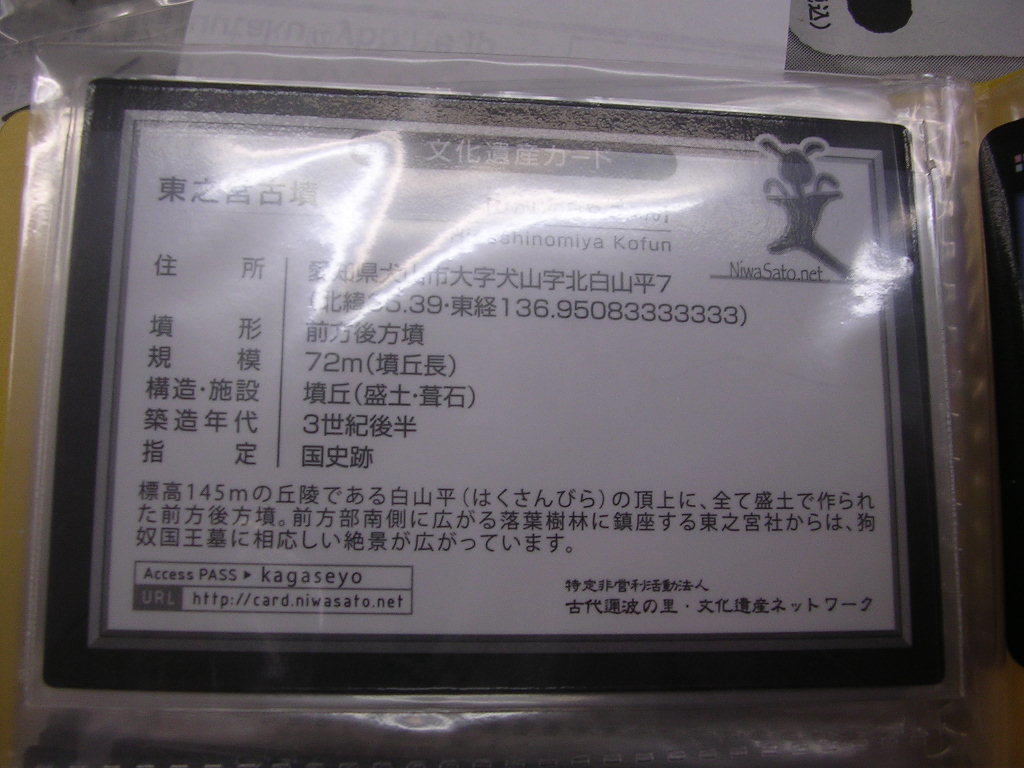 文化遺産カード
東之宮古墳
Higashinomiya Kofun
NiwaSato.net
住所 愛知県犬山市大字犬山字北白山平7
(北緯35.39・東経136.95083333333)
墳形 前方後方墳
規模 72m(墳丘長)
構造・施設 墳丘(盛土・葺石)
築造年代 3世紀後半
指定 国史跡
標高145mの丘陵である白山平(はくさんびら)の頂上に、全て盛土で作られ
た前方後方墳。前方部南側に広がる落葉樹林に鎮座する東之宮社からは、狗
奴国王墓に相応しい絶景が広がっています。
Access PASS▶kagaseyo
URL http://card.niwasato.net
特定非営利活動法人
古代邇波の里・文化遺産ネットワーク